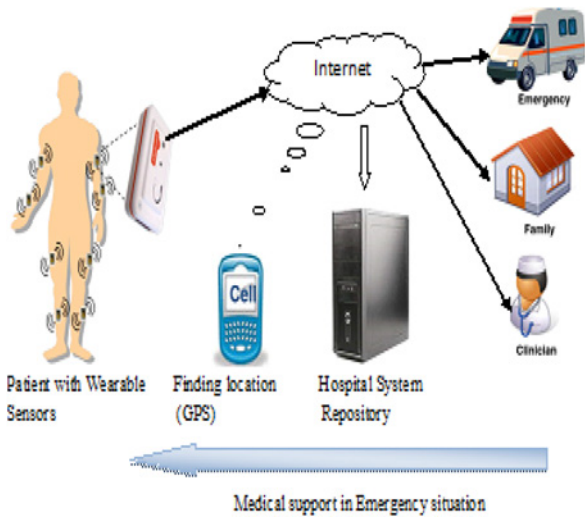 Internet
Emergency
Family
Cell
Clinician
Patient with Wearable
Sensors
Finding location
(GPS)
Hospital System
Repository
Medical support in Emergency situation